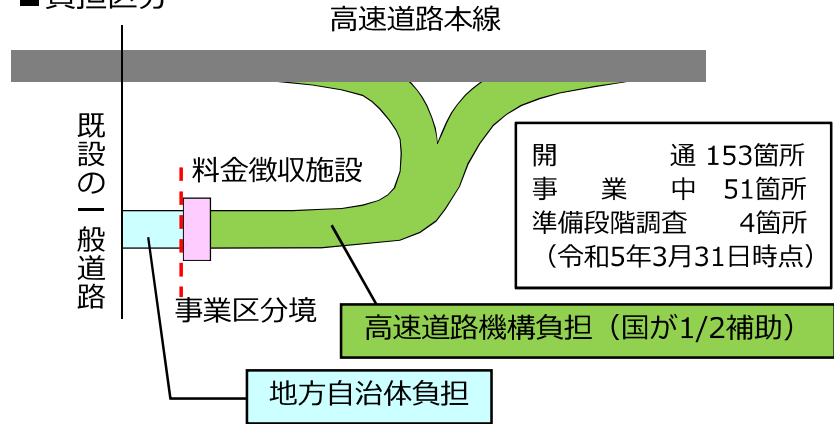 ■負担区分
高速道路本線
既設の一般道路
料金徴収施設
開　　　通 153箇所
事　業　中　51箇所
準備段階調査　4箇所
（令和5年3月31日時点）
事業区分境
高速道路機構負担（国が1/2補助）
地方自治体負担